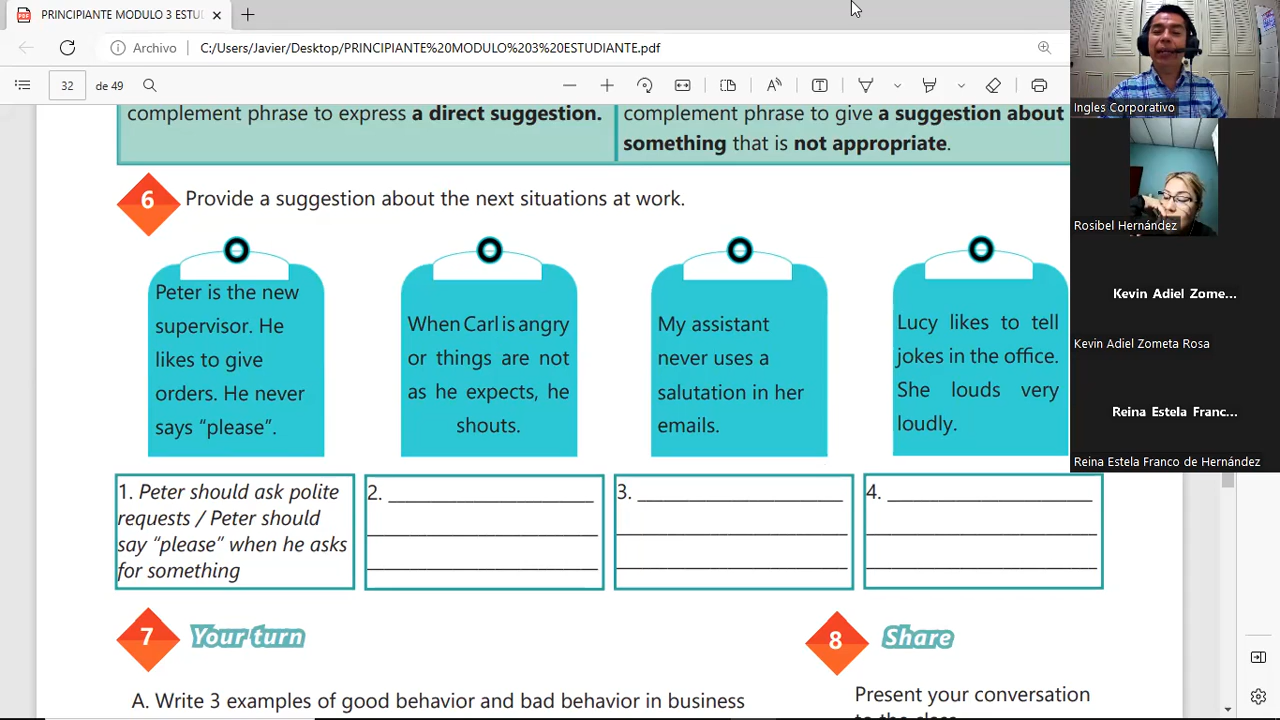 PRINCIPIANTE MODULO 3 ESTU
Archivo
C:/Users/Javier/Desktop/PRINCIPIANTE%20MODULO%203%20ESTUDIANTE.pdf
32
de 49
complement phrase to express a direct suggestion.
complement phrase to give a suggestion about
something that is not appropriate.
6
Provide a suggestion about the next situations at work.
Peter is the new
supervisor. He
likes to give
orders. He never
says “please”.
When Carl is angry
or things are not
as he expects, he
shouts.
My assistant
never uses a
salutation in her
emails.
Lucy likes to tell
jokes in the office.
She louds very
loudly.
1. Peter should ask polite
requests / Peter should
say “please” when he asks
for something
2. ____________________
3. ____________________
4. ____________________
7
Your turn
8
Share
A. Write 3 examples of good behavior and bad behavior in business
Present your conversation
to the class
Ingles Corporativo
Rosibel Hernández
Kevin Adiel Zome...
Kevin Adiel Zometa Rosa
Reina Estela Franc...
Reina Estela Franco de Hernández